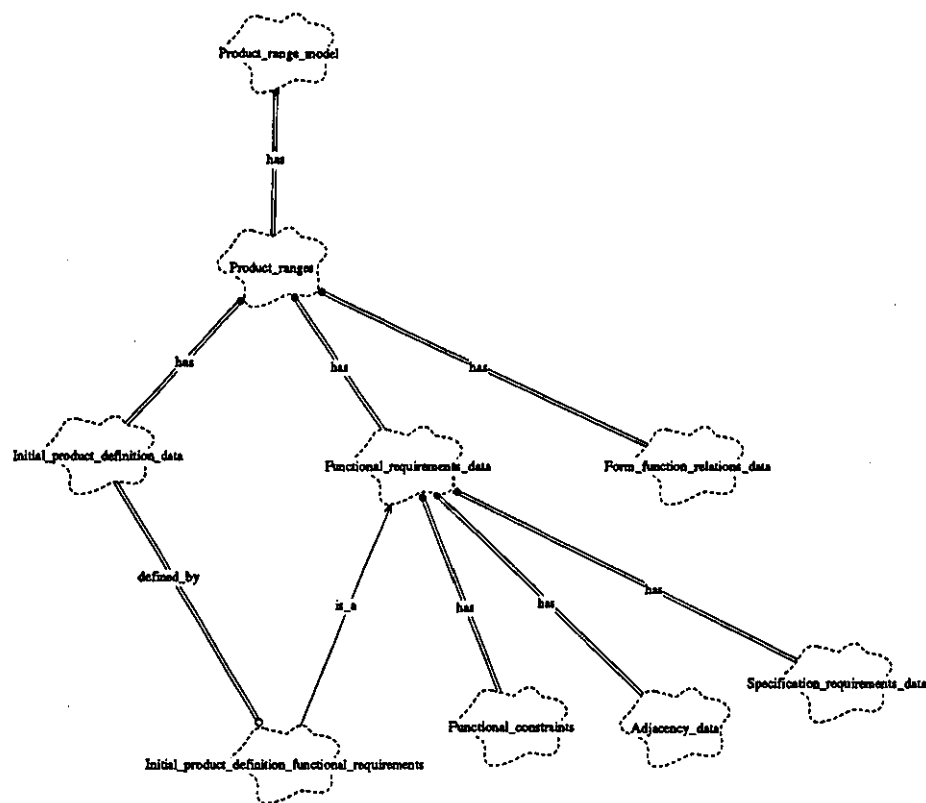 Product_range_model
has
Product_ranges
has
has
has
Initial_product_definition_data
Functional_requirements_data
Form_function_relations_data
defined_by
is_a
has
has
has
Specification_requirements_data
Functional_constraints
Adjacency_data
Initial_product_definition_functional_requirements